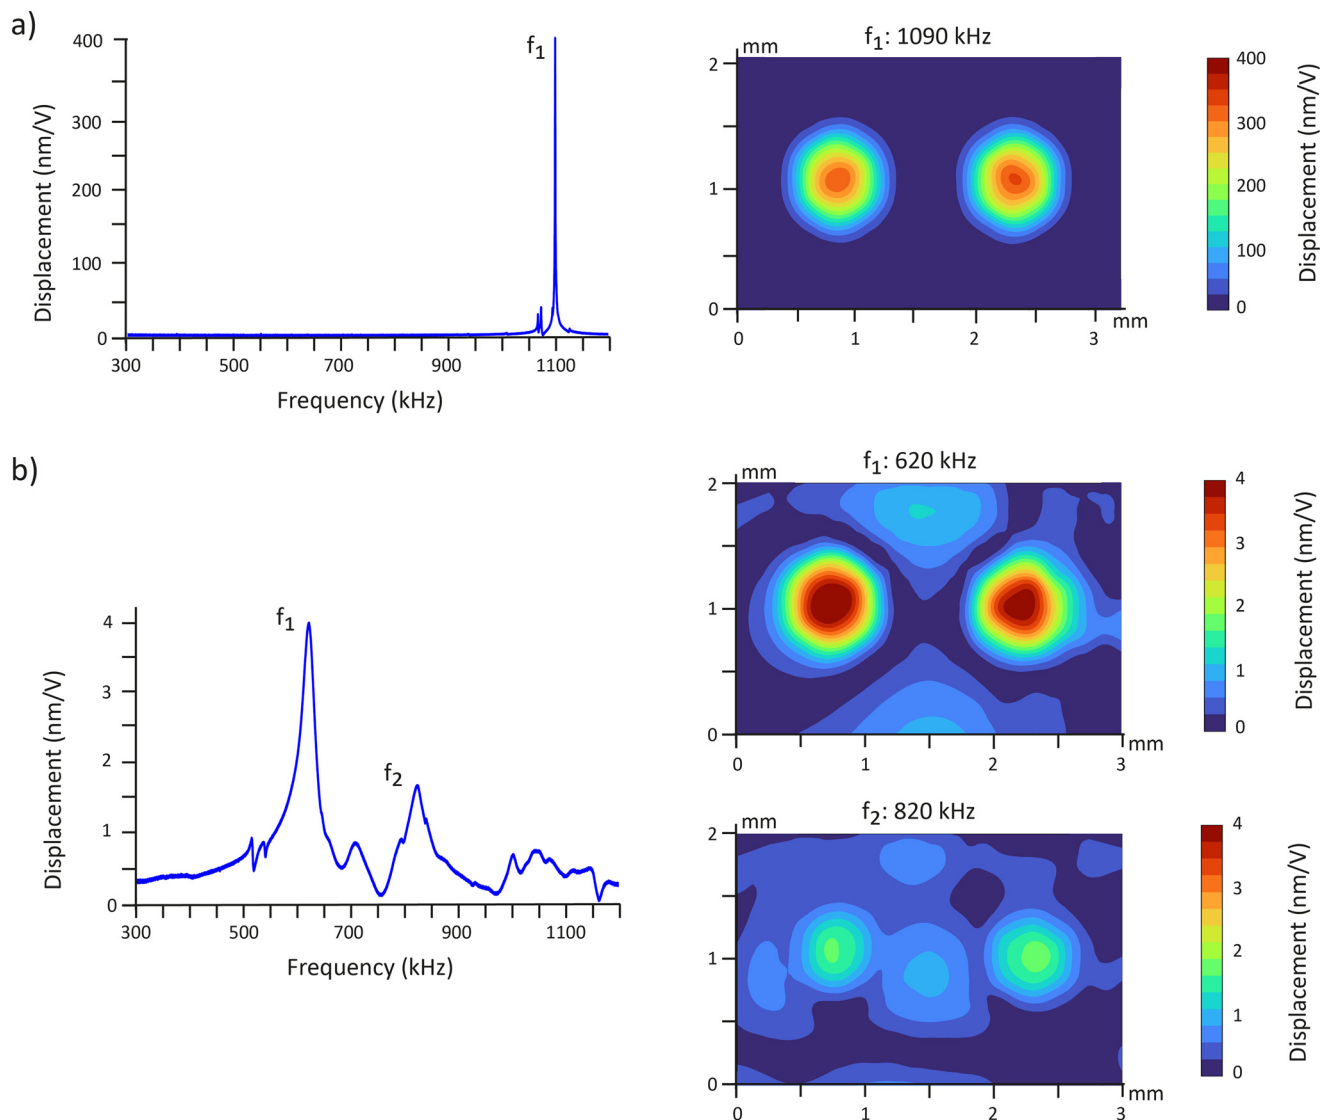 a)
400
300
200
100
0
Displacement (nm/V)
f1
300
500
700
900
1100
Frequency (kHz)
f1: 1090 kHz
mm
2
1
0
0
1
2
3
mm
400
300
200
100
0
Displacement (nm/V)
b)
4
3
2
1
0
Displacement (nm/V)
f1
f2
300
500
700
900
1100
Frequency (kHz)
f1: 620 kHz
mm
2
1
0
0
1
2
3
mm
4
3
2
1
0
Displacement (nm/V)
f2: 820 kHz
mm
2
1
0
0
1
2
3
mm
4
3
2
1
0
Displacement (nm/V)